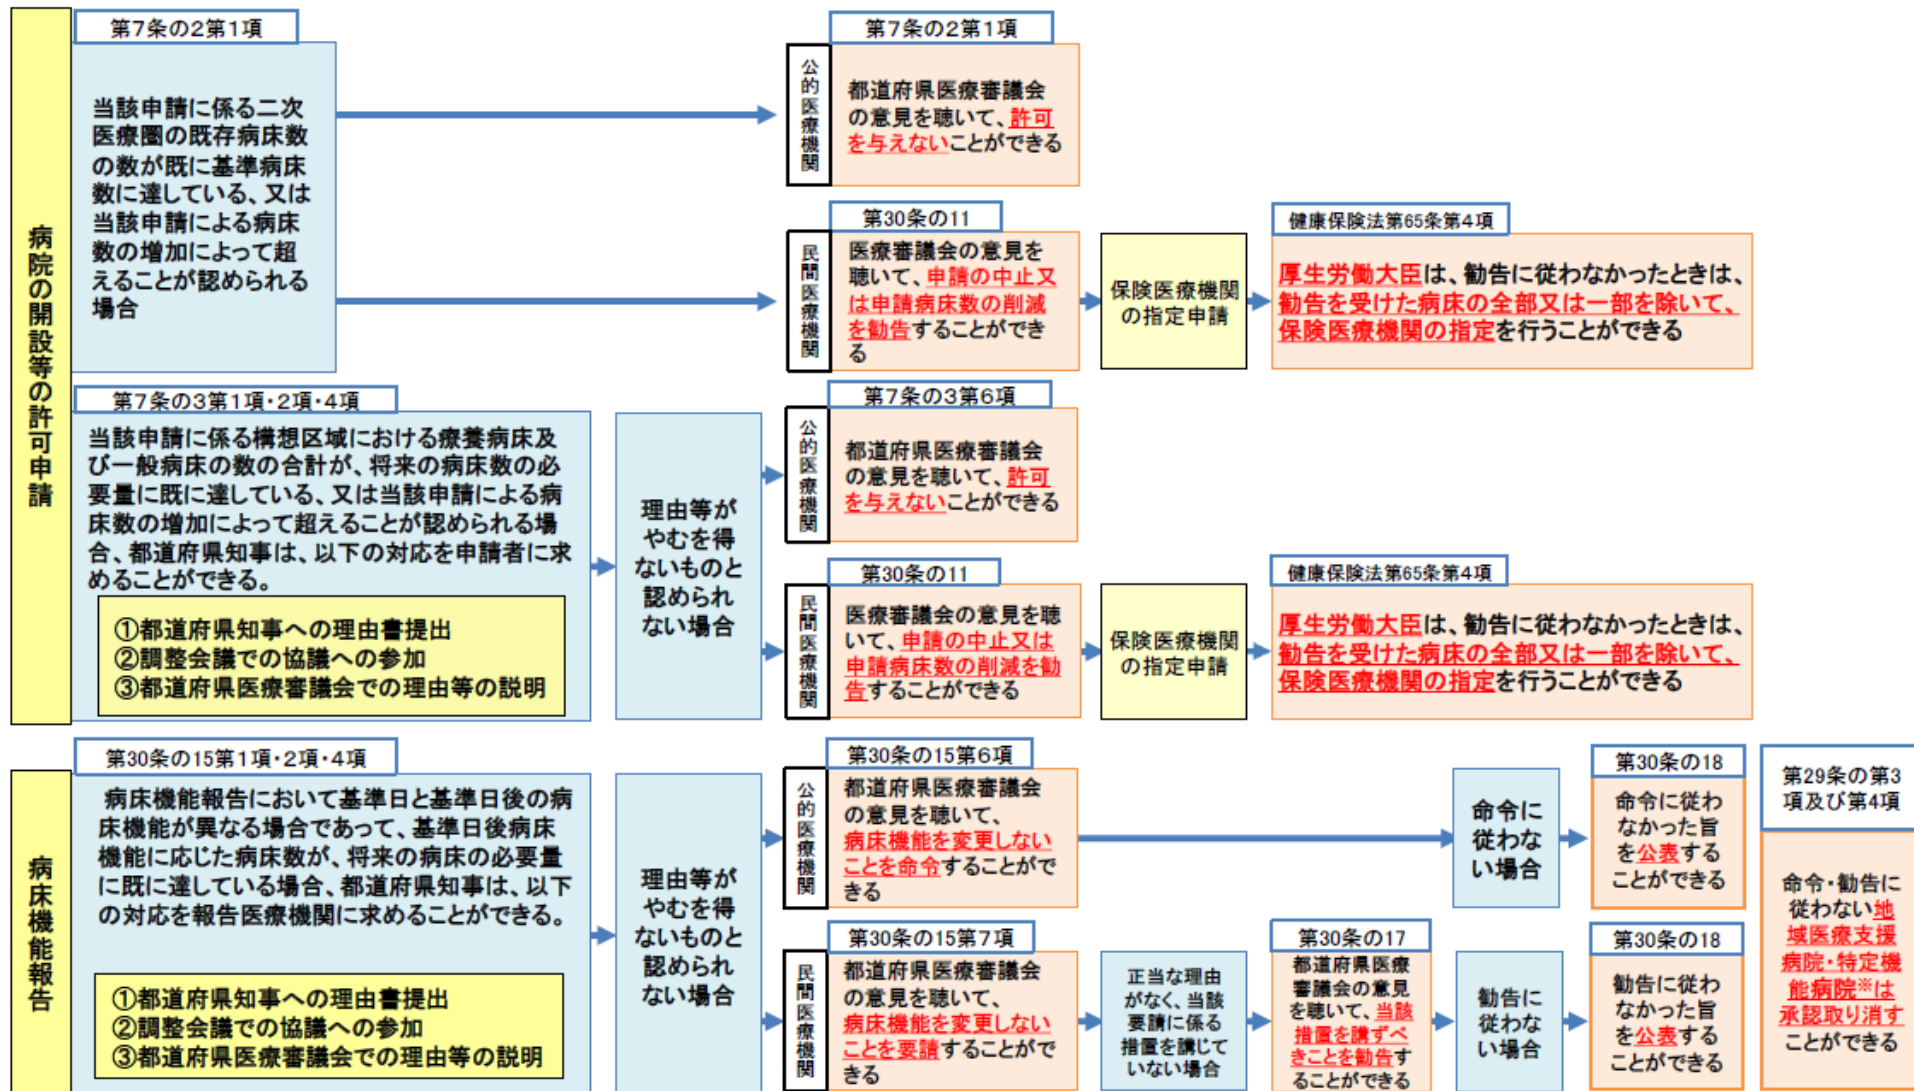 病院の開設等の許可申請
第7条の2第1項
当該申請に係る二次
医療圏の既存病床数
の数が既に基準病床
数に達している、又は
当該申請による病床
数の増加によって超
えることが認められる
場合
第7条の2第1項
公的医療機関
都道府県医療審議会
の意見を聴いて、許可
を与えないことができる
第30条の11
民間医療機関
医療審議会の意見を
聴いて、申請の中止又
は申請病床数の削減
を勧告することができ
る
保険医療機関
の指定申請
健康保険法第65条第4項
厚生労働大臣は、勧告に従わなかったときは、
勧告を受けた病床の全部又は一部を除いて、
保険医療機関の指定を行うことができる
第7条の3第1項・2項・4項
当該申請に係る構想区域における療養病床及
び一般病床の数の合計が、将来の病床数の必
要量に既に達している、又は当該申請による病
床数の増加によって超えることが認められる場
合、都道府県知事は、以下の対応を申請者に求
めることができる。
①都道府県知事への理由書提出
②調整会議での協議への参加
③都道府県医療審議会での理由等の説明
理由等が
やむを得
ないものと
認められ
ない場合
第7条の3第6項
公的医療機関
都道府県医療審議会
の意見を聴いて、許可
を与えないことができる
第30条の11
民間医療機関
医療審議会の意見を聴
いて、申請の中止又は
申請病床数の削減を勧
告することができる
保険医療機関
の指定申請
健康保険法第65条第4項
厚生労働大臣は、勧告に従わなかったときは、
勧告を受けた病床の全部又は一部を除いて、
保険医療機関の指定を行うことができる
病床機能報告
第30条の15第1項・2項・4項
病床機能報告において基準日と基準日後の病
床機能が異なる場合であって、基準日後病床
機能に応じた病床数が、将来の病床の必要量
に既に達している場合、都道府県知事は、以下
の対応を報告医療機関に求めることができる。
①都道府県知事への理由書提出
②調整会議での協議への参加
③都道府県医療審議会での理由等の説明
理由等が
やむを得
ないものと
認められ
ない場合
第30条の15第6項
公的医療機関
都道府県医療審議会
の意見を聴いて、
病床機能を変更しない
ことを命令することがで
きる
命令に
従わな
い場合
第30条の18
命令に従わ
なかった旨
を公表する
ことができる
第30条の15第7項
民間医療機関
都道府県医療審議会
の意見を聴いて、
病床機能を変更しない
ことを要請することがで
きる
正当な理由
がなく、当該
要請に係る
措置を講じて
いない場合
第30条の17
都道府県医療
審議会の意見
を聴いて、当該
措置を講ずべ
きことを勧告す
ることができる
勧告に
従わな
い場合
第30条の18
勧告に従わ
なかった旨
を公表する
ことができる
第29条の第3
項及び第4項
命令・勧告に
従わない地
域医療支援
病院・特定機
能病院※は
承認取り消す
ことができる